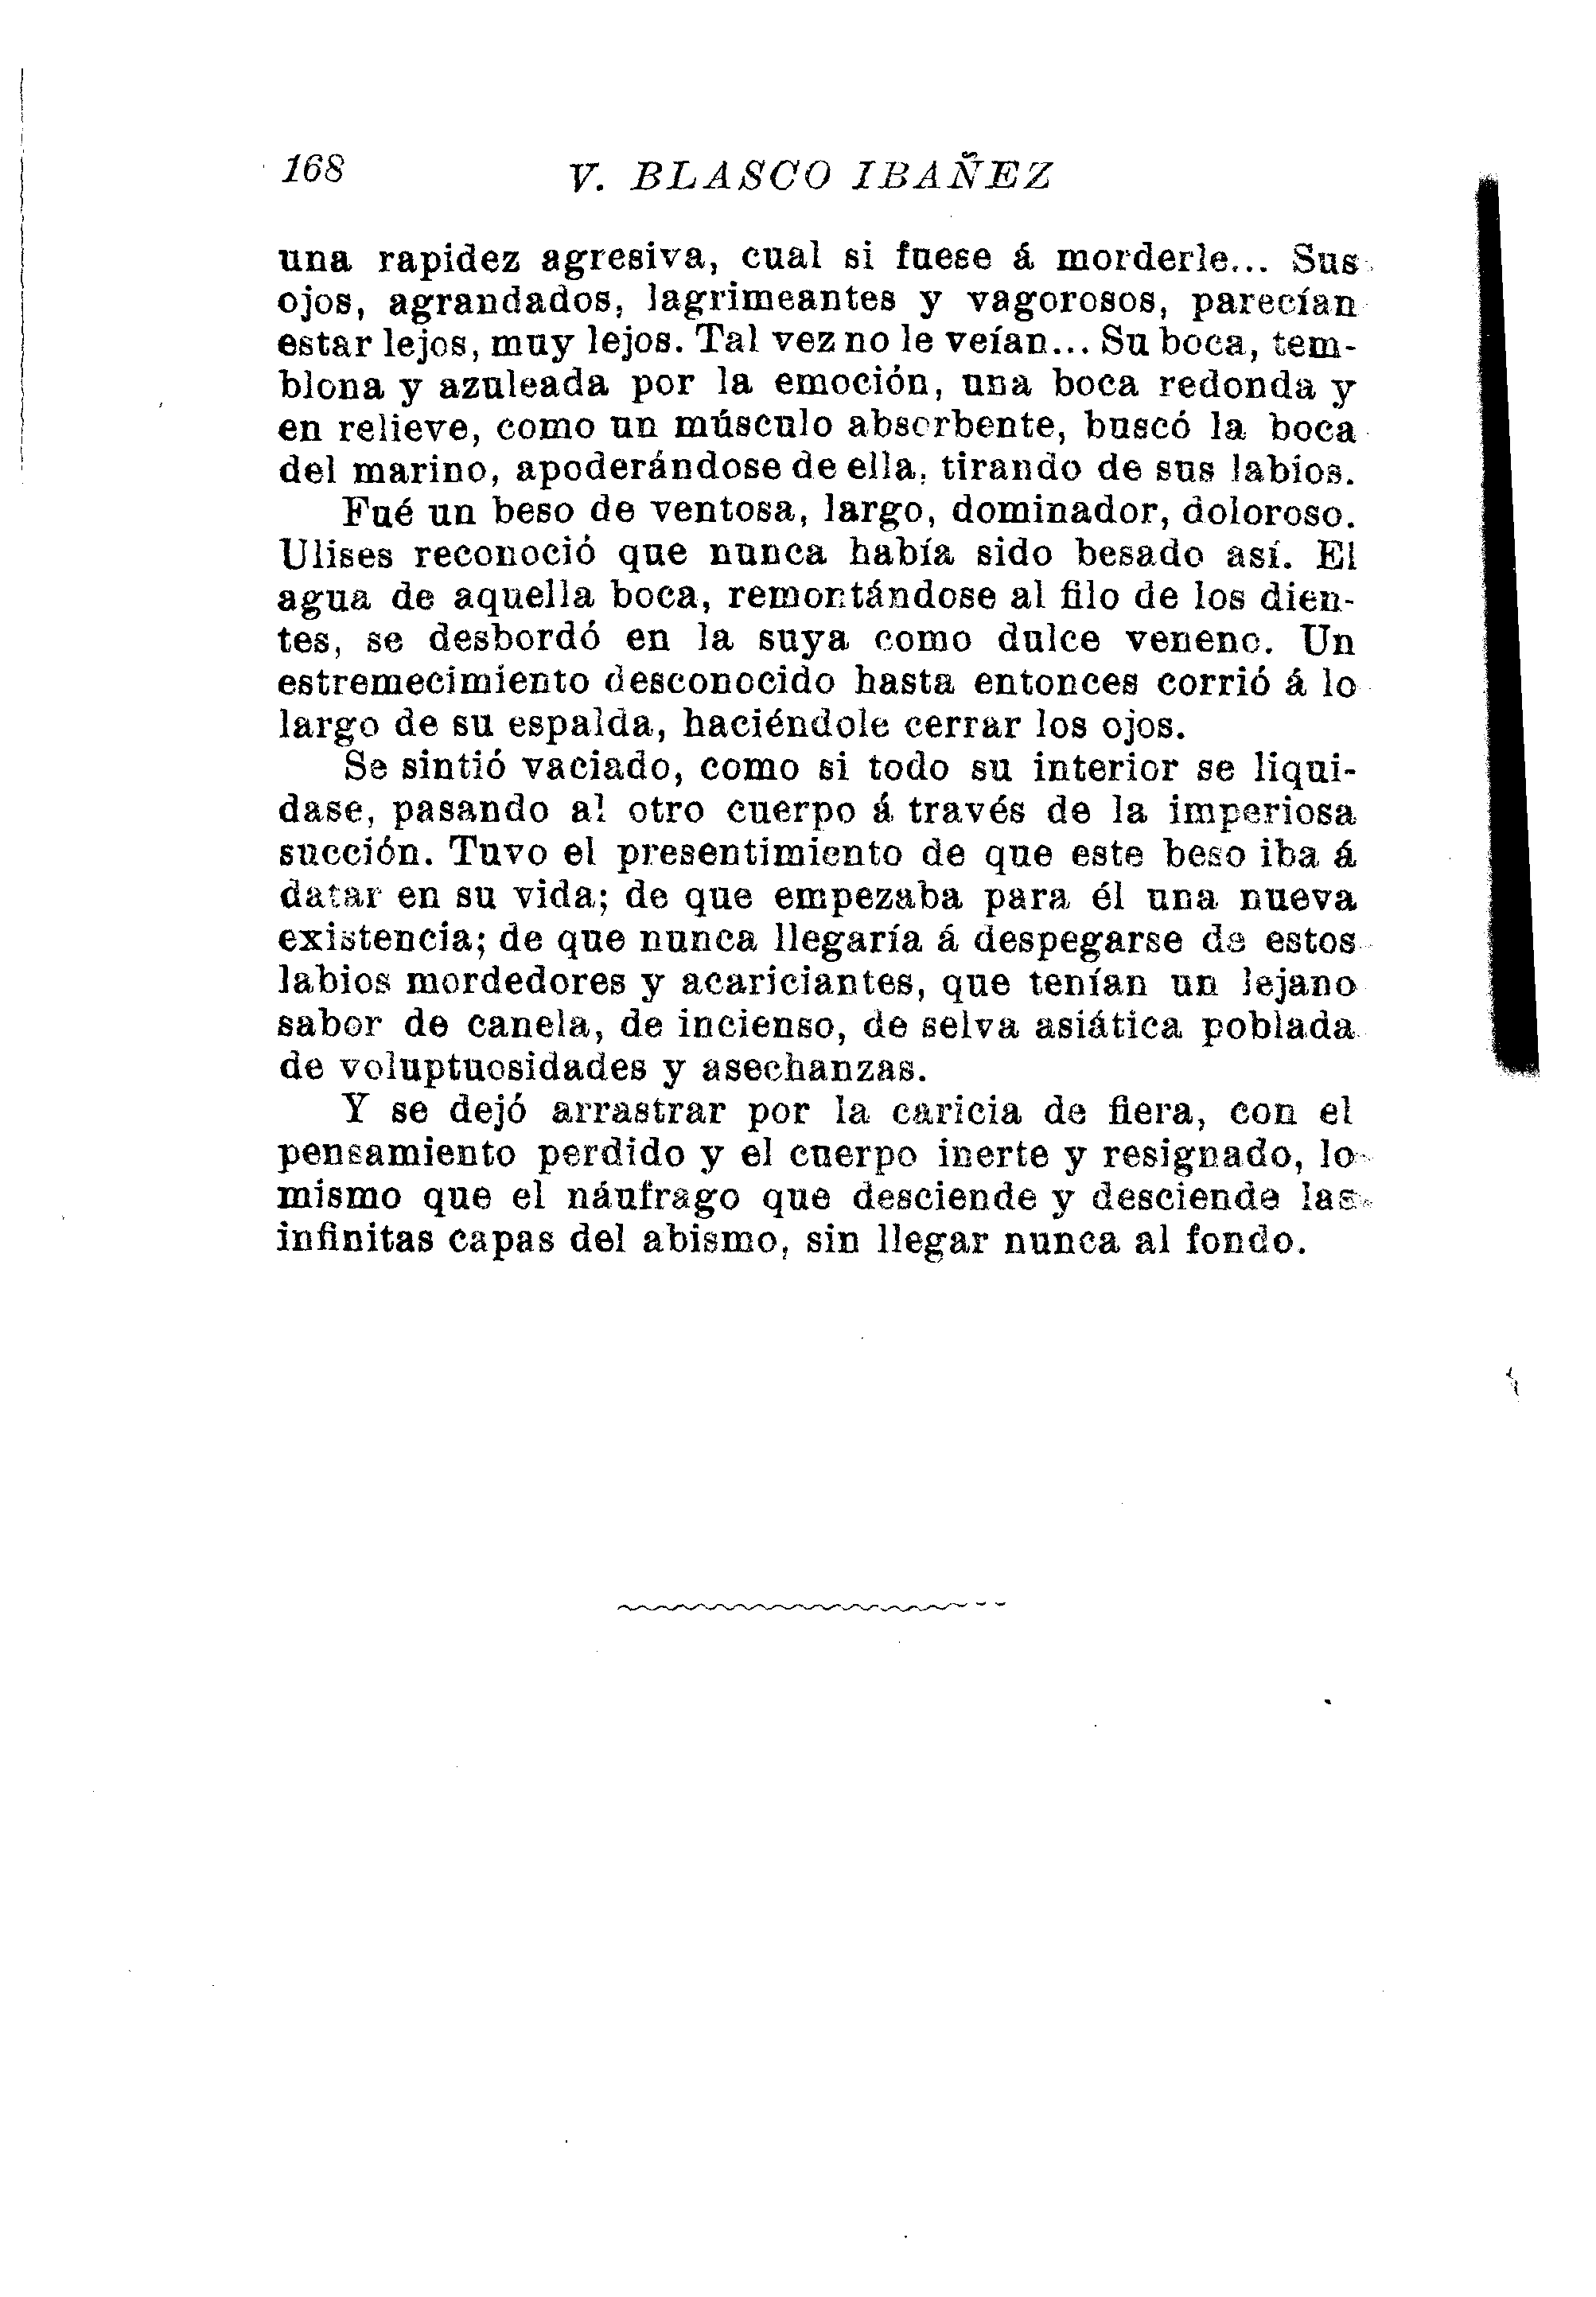 168
V. BLASCO IBAÑEZ
una rapidez agresiva, cual si fuese á morderle... Sus
ojos, agrandados, lagrimeantes y vagorosos, parecían
estar lejos, muy lejos. Tal vez no le veían... Su boca, tem-
blona y azuleada por la emoción, una boca redonda y
en relieve, como un músculo absorbente, buscó la boca
del marino, apoderándose de ella, tirando de sus labios.
Fué un beso de ventosa, largo, dominador, doloroso.
Ulises reconoció que nunca había sido besado así. El
agua de aquella boca, remontándose al filo de los dien-
tes, se desbordó en la suya como dulce veneno. Un
estremecimiento desconocido hasta entonces corrió á lo
largo de su espalda, haciéndole cerrar los ojos.
Se sintió vaciado, como si todo su interior se liqui-
dase, pasando al otro cuerpo á través de la imperiosa
succión. Tuvo el presentimiento de que este beso iba á
datar en su vida; de que empezaba para él una nueva
existencia; de que nunca llegaría á despegarse de estos
labios mordedores y acariciantes, que tenían un lejano
sabor de canela, de incienso, de selva asiática poblada
de voluptuosidades y asechanzas.
Y se dejó arrastrar por la caricia de fiera, con el
pensamiento perdido y el cuerpo inerte y resignado, lo
mismo que el náufrago que desciende y desciende las
infinitas capas del abismo, sin llegar nunca al fondo.